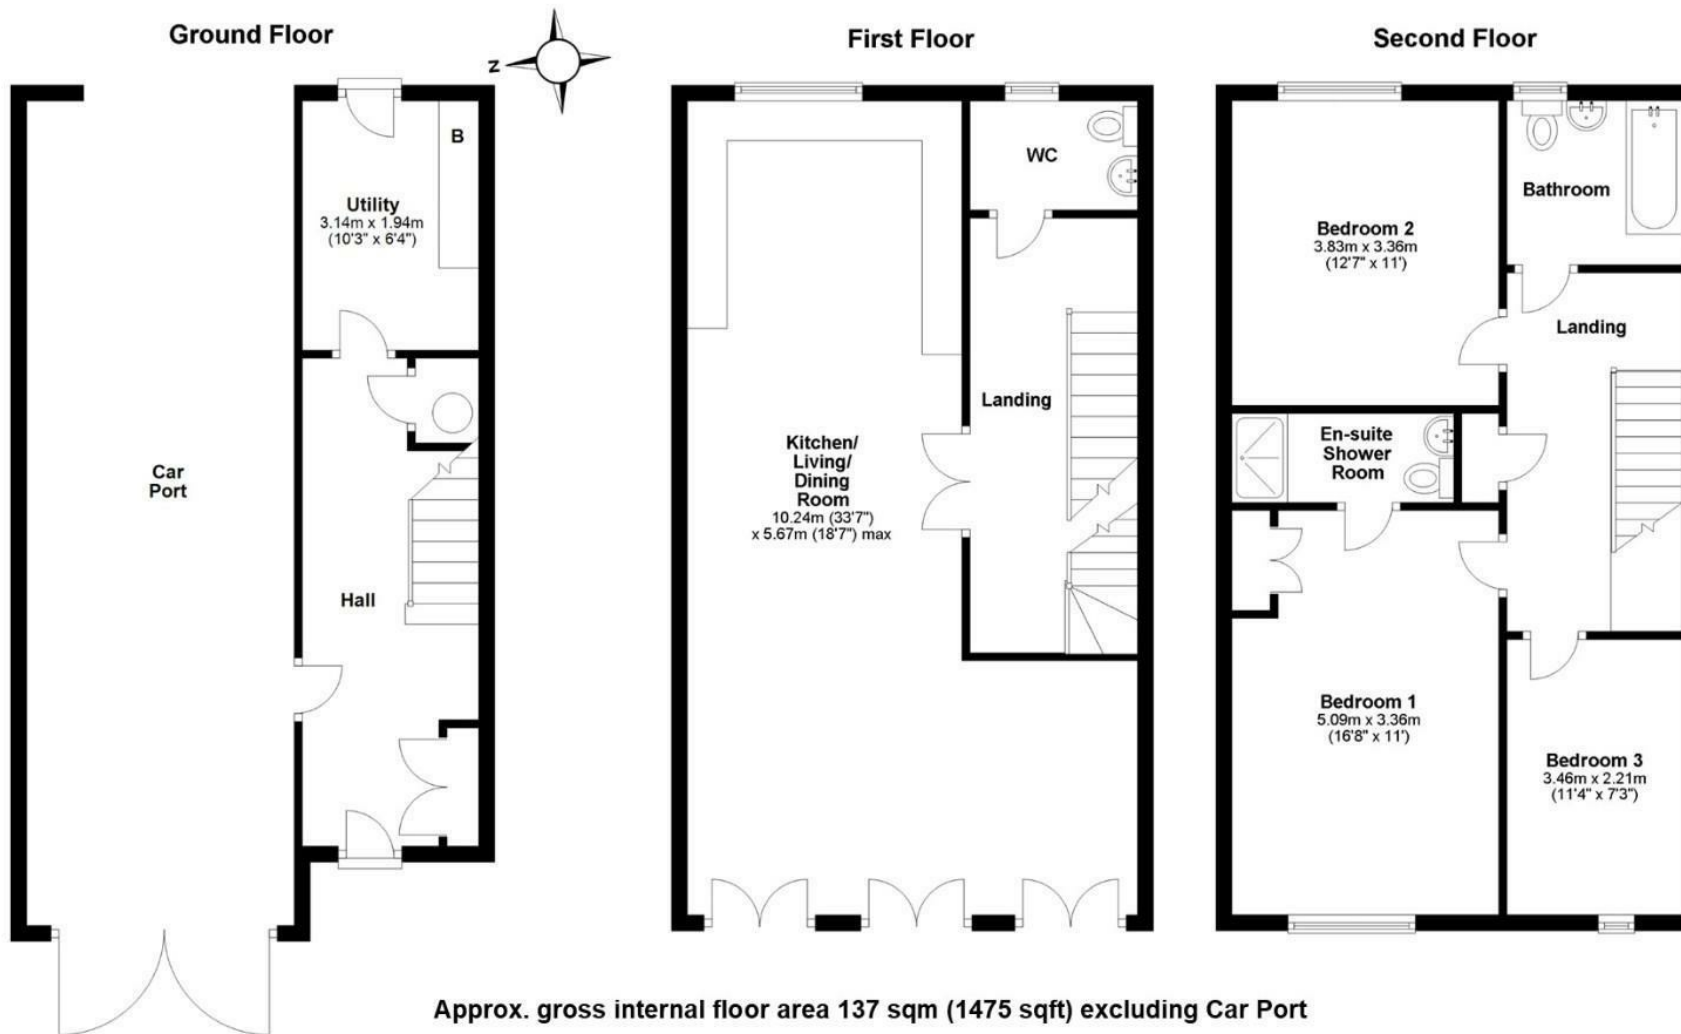 Ground Floor
N
First Floor
Second Floor
B
Utility
3.14m x 1.94m
(10'3" x 6'4")
Car
Port
Hall
WC
Landing
Kitchen/
Living/
Dining
Room
10.24m (33'7")
x 5.67m (18'7") max
Bathroom
Bedroom 2
3.83m x 3.36m
(12'7" x 11')
Landing
En-suite
Shower
Room
Bedroom 1
5.09m x 3.36m
(16'8" x 11')
Bedroom 3
3.46m x 2.21m
(11'4" x 7'3")
Approx. gross internal floor area 137 sqm (1475 sqft) excluding Car Port